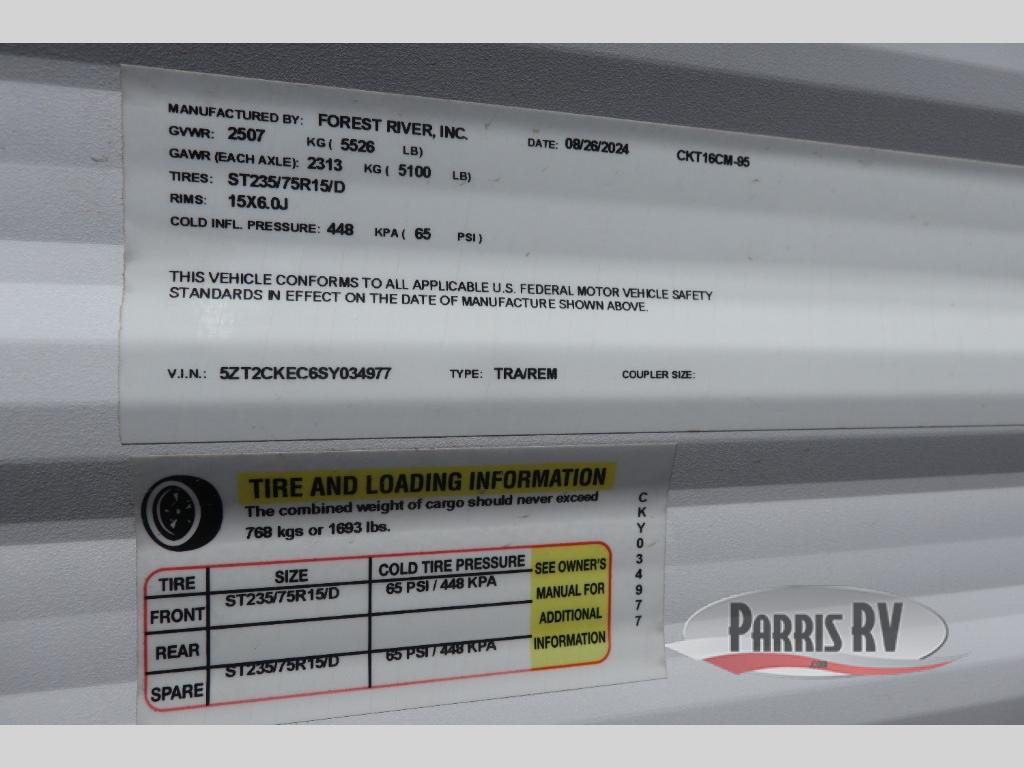 MANUFACTURED BY: FOREST RIVER, INC. DATE: 08/26/2024 CKT16CM-95
GVWR: 2507 KG ( 5526 LB)
GAWR (EACH AXLE): 2313 KG ( 5100 LB)
TIRES: ST235/75R15/D
RIMS: 15X6.0J
COLD INFL. PRESSURE: 448 KPA ( 65 PSI )
THIS VEHICLE CONFORMS TO ALL APPLICABLE U.S. FEDERAL MOTOR VEHICLE SAFETY
STANDARDS IN EFFECT ON THE DATE OF MANUFACTURE SHOWN ABOVE.
V.I.N.: 5ZT2CKEC6SY034977 TYPE: TRA/REM COUPLER SIZE:
TIRE AND LOADING INFORMATION
The combined weight of cargo should never exceed
768 kgs or 1693 lbs.
TIRE SIZE COLD TIRE PRESSURE
FRONT ST235/75R15/D 65 PSI / 448 KPA
REAR
SPARE ST235/75R15/D 65 PSI / 448 KPA
SEE OWNER'S
MANUAL FOR
ADDITIONAL
INFORMATION
CKY034977
PARRIS RV
.com